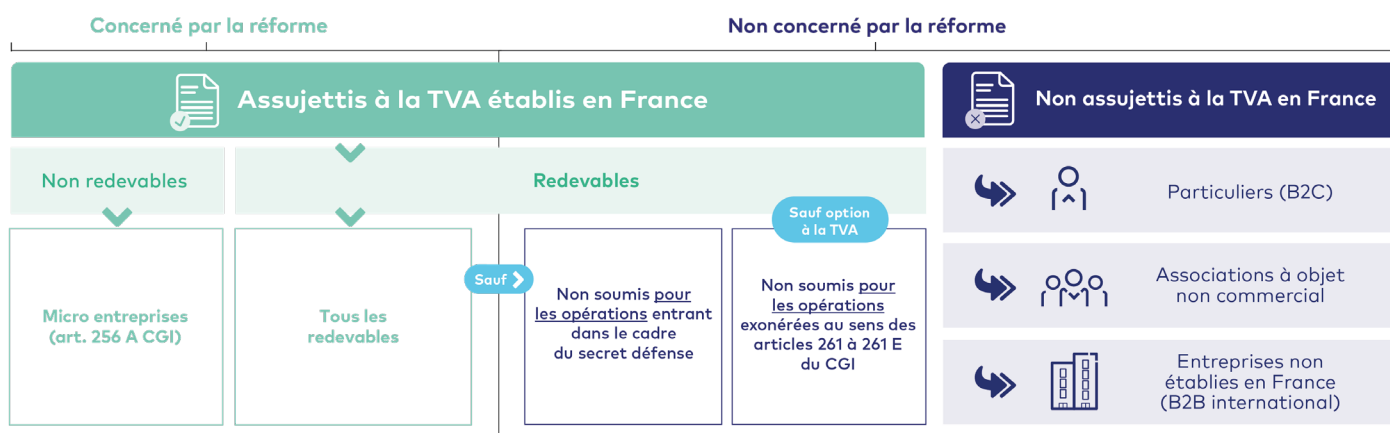 Concerné par la réforme
Non concerné par la réforme
Assujettis à la TVA établis en France
Non assujettis à la TVA en France
Non redevables
Redevables
Micro entreprises
(art. 256 A CGI)
Tous les
redevables
Sauf
Non soumis pour
les opérations entrant
dans le cadre
du secret défense
Sauf option
à la TVA
Non soumis pour
les opérations
exonérées au sens des
articles 261 à 261 E
du CGI
Particuliers (B2C)
Associations à objet
non commercial
Entreprises non
établies en France
(B2B international)